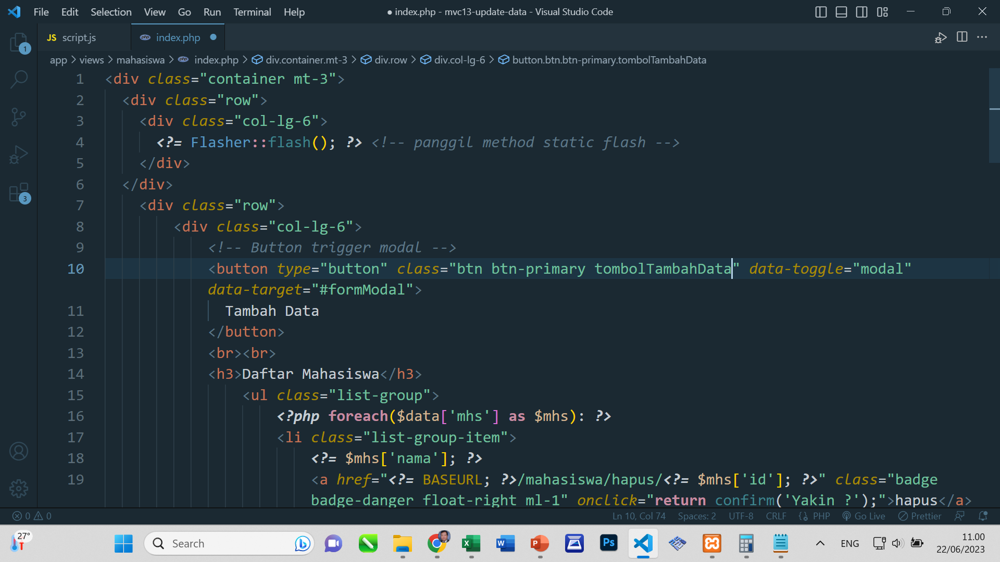 File Edit Selection View Go Run Terminal Help
● index.php - mvc13-update-data - Visual Studio Code
JS script.js
php index.php ●
app > views > mahasiswa > php index.php > div.container.mt-3 > div.row > div.col-lg-6 > button.btn.btn-primary.tombolTambahData
1 <div class="container mt-3">
2 <div class="row">
3 <div class="col-lg-6">
4 <?= Flasher::flash(); ?> <!-- panggil method static flash -->
5 </div>
6 </div>
7 <div class="row">
8 <div class="col-lg-6">
9 <!-- Button trigger modal -->
10 <button type="button" class="btn btn-primary tombolTambahData" data-toggle="modal"
data-target="#formModal">
11 Tambah Data
12 </button>
13 <br><br>
14 <h3>Daftar Mahasiswa</h3>
15 <ul class="list-group">
16 <?php foreach($data['mhs'] as $mhs): ?>
17 <li class="list-group-item">
18 <?= $mhs['nama']; ?>
19 <a href="<?= BASEURL; ?>/mahasiswa/hapus/<?= $mhs['id']; ?>" class="badge
badge-danger float-right ml-1" onclick="return confirm('Yakin ?');">hapus</a>
1
3
0 0
Ln 10, Col 74 Spaces: 2 UTF-8 CRLF PHP Go Live Prettier
27°
Search
X
W
P
Ps
ENG
11.00
22/06/2023